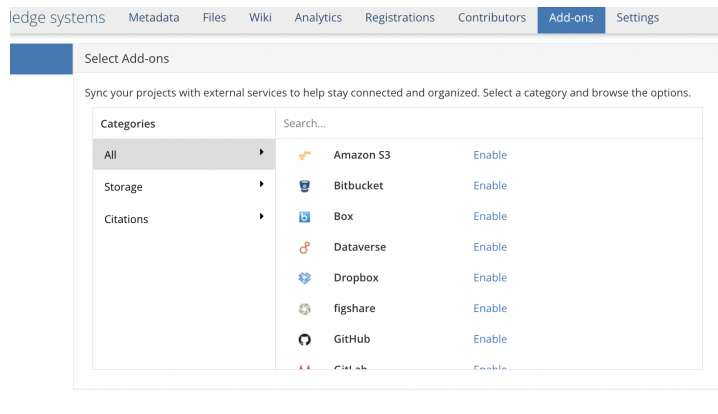 ledge systems Metadata Files Wiki Analytics Registrations Contributors Add-ons Settings
Select Add-ons
Sync your projects with external services to help stay connected and organized. Select a category and browse the options.
Categories
Search...
All
Amazon S3 Enable
Storage
Bitbucket Enable
Citations
Box Enable
Dataverse Enable
Dropbox Enable
figshare Enable
GitHub Enable
GitLab Enable